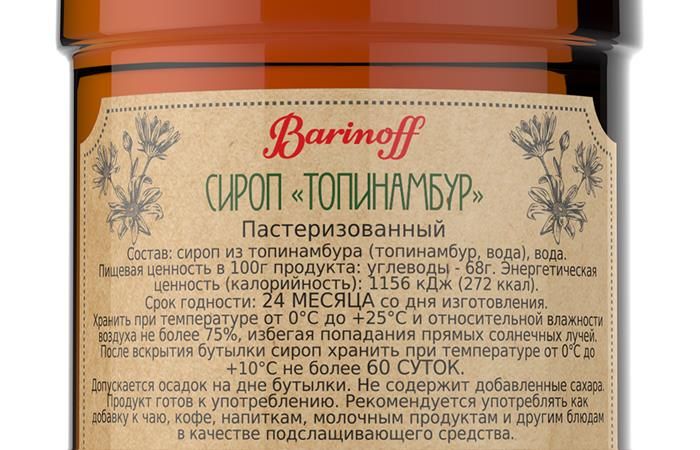 Barinoff
СИРОП «ТОПИНАМБУР»
Пастеризованный
Состав: сироп из топинамбура (топинамбур, вода), вода.
Пищевая ценность в 100г продукта: углеводы - 68г. Энергетическая
ценность (калорийность): 1156 кДж (272 ккал).
Срок годности: 24 МЕСЯЦА со дня изготовления.
Хранить при температуре от 0°С до +25°С и относительной влажности
воздуха не более 75%, избегая попадания прямых солнечных лучей.
После вскрытия бутылки сироп хранить при температуре от 0°С до
+10°С не более 60 СУТОК.
Допускается осадок на дне бутылки. Не содержит добавленные сахара.
Продукт готов к употреблению. Рекомендуется употреблять как
добавку к чаю, кофе, напиткам, молочным продуктам и другим блюдам
в качестве подслащивающего средства.